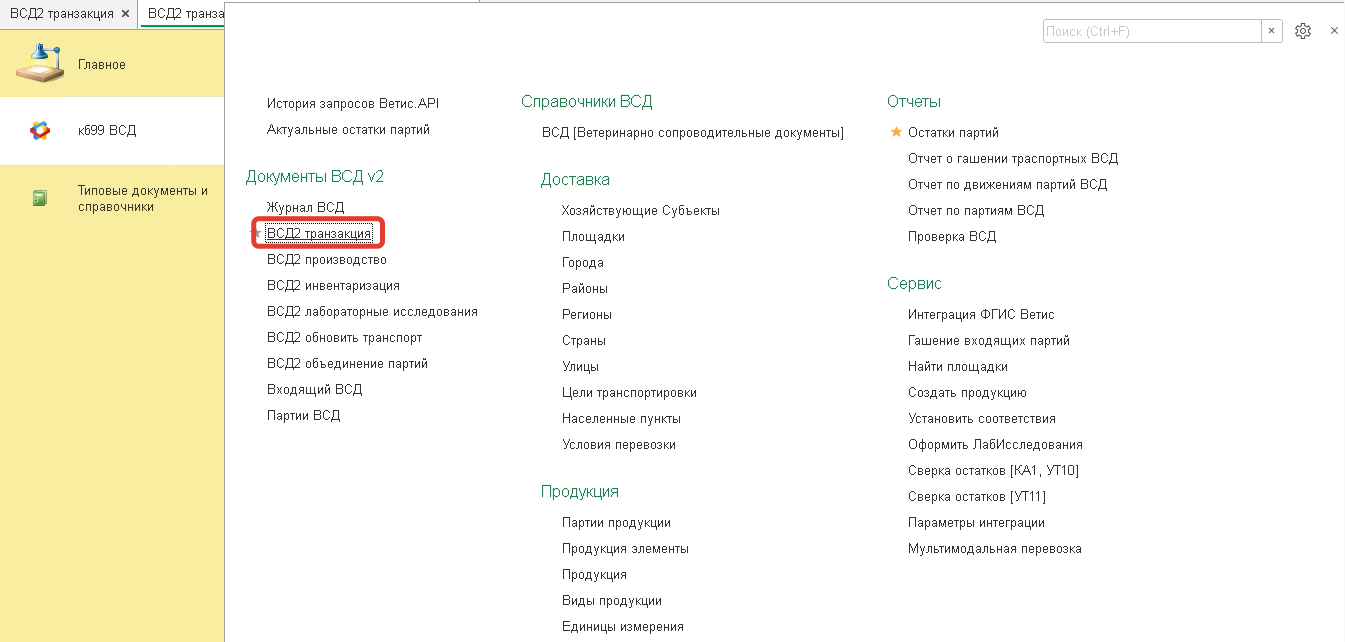 ВСД2 транзакция ×
ВСД2 транза
Поиск (Ctrl+F)
×
×
Главное
к699 ВСД
Типовые документы и
справочники
История запросов Ветис.API
Актуальные остатки партий
Документы ВСД v2
Журнал ВСД
ВСД2 транзакция
ВСД2 производство
ВСД2 инвентаризация
ВСД2 лабораторные исследования
ВСД2 обновить транспорт
ВСД2 объединение партий
Входящий ВСД
Партии ВСД
Справочники ВСД
ВСД [Ветеринарно сопроводительные документы]
Доставка
Хозяйствующие Субъекты
Площадки
Города
Районы
Регионы
Страны
Улицы
Цели транспортировки
Населенные пункты
Условия перевозки
Продукция
Партии продукции
Продукция элементы
Продукция
Виды продукции
Единицы измерения
Отчеты
Остатки партий
Отчет о гашении траспортных ВСД
Отчет по движениям партий ВСД
Отчет по партиям ВСД
Проверка ВСД
Сервис
Интеграция ФГИС Ветис
Гашение входящих партий
Найти площадки
Создать продукцию
Установить соответствия
Оформить ЛабИсследования
Сверка остатков [КА1, УТ10]
Сверка остатков [УТ11]
Параметры интеграции
Мультимодальная перевозка